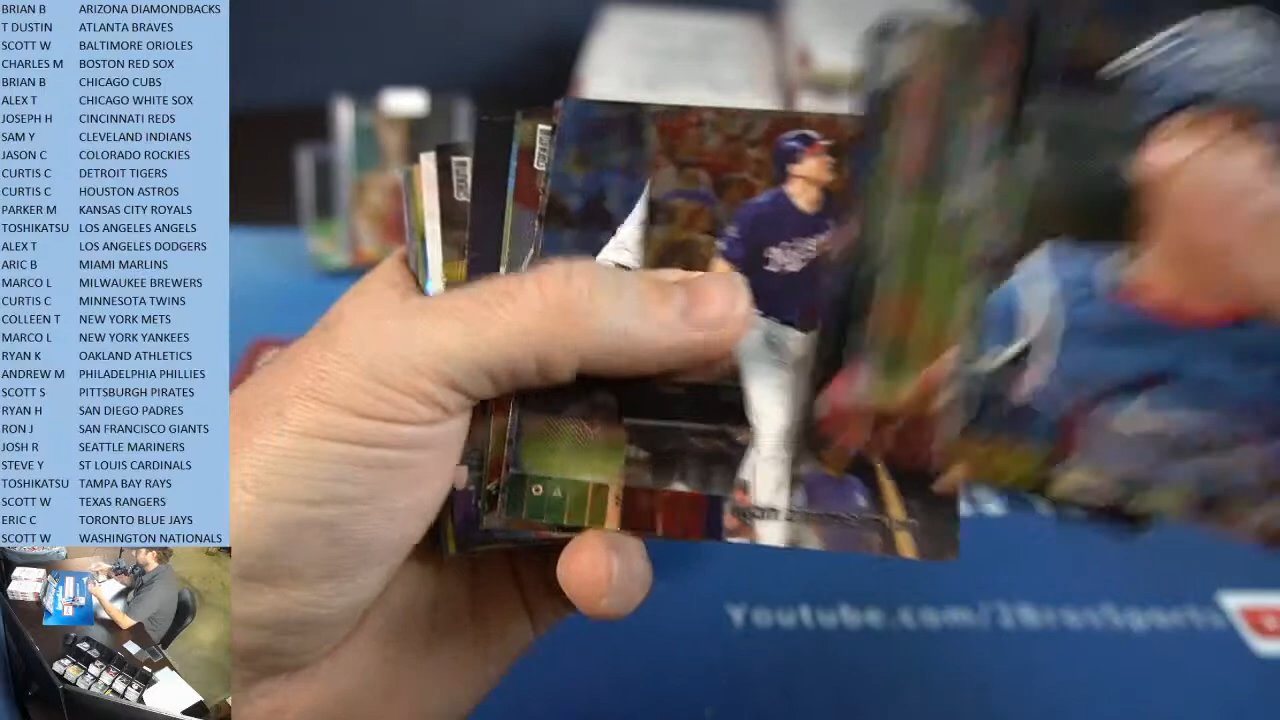 BRIAN B ARIZONA DIAMONDBACKS
T DUSTIN ATLANTA BRAVES
SCOTT W BALTIMORE ORIOLES
CHARLES M BOSTON RED SOX
BRIAN B CHICAGO CUBS
ALEX T CHICAGO WHITE SOX
JOSEPH H CINCINNATI REDS
SAM Y CLEVELAND INDIANS
JASON C COLORADO ROCKIES
CURTIS C DETROIT TIGERS
CURTIS C HOUSTON ASTROS
PARKER M KANSAS CITY ROYALS
TOSHIKATSU LOS ANGELES ANGELS
ALEX T LOS ANGELES DODGERS
ARIC B MIAMI MARLINS
MARCO L MILWAUKEE BREWERS
CURTIS C MINNESOTA TWINS
COLLEEN T NEW YORK METS
MARCO L NEW YORK YANKEES
RYAN K OAKLAND ATHLETICS
ANDREW M PHILADELPHIA PHILLIES
SCOTT S PITTSBURGH PIRATES
RYAN H SAN DIEGO PADRES
RON J SAN FRANCISCO GIANTS
JOSH R SEATTLE MARINERS
STEVE Y ST LOUIS CARDINALS
TOSHIKATSU TAMPA BAY RAYS
SCOTT W TEXAS RANGERS
ERIC C TORONTO BLUE JAYS
SCOTT W WASHINGTON NATIONALS
Youtube.com/2BrosSports